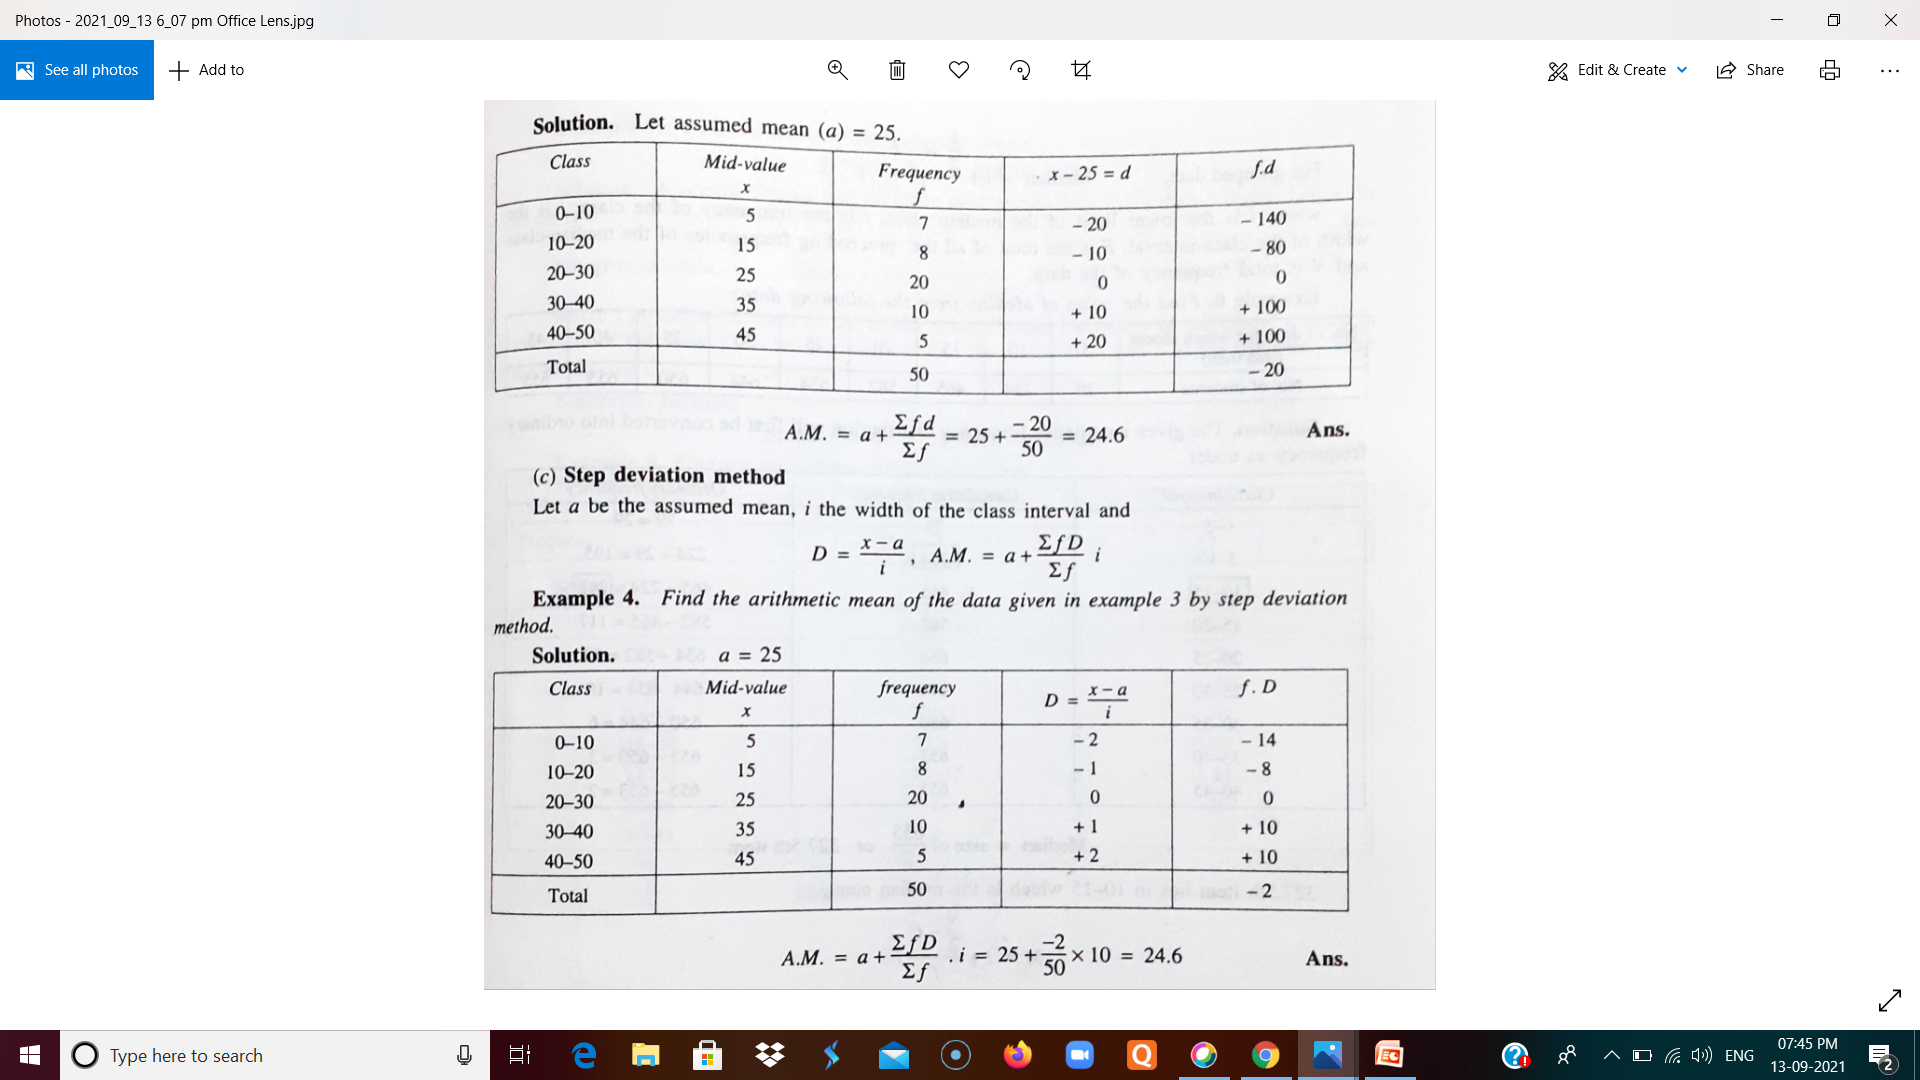 Photos - 2021_09_13 6_07 pm Office Lens.jpg
See all photos
Add to
Edit & Create
Share
Solution. Let assumed mean (a) = 25.
Class Mid-value x Frequency f x – 25 = d f.d
0–10 5 7 – 20 – 140
10–20 15 8 – 10 – 80
20–30 25 20 0 0
30–40 35 10 + 10 + 100
40–50 45 5 + 20 + 100
Total 50 – 20
A.M. = a + Σfd / Σf = 25 + – 20 / 50 = 24.6 Ans.
(c) Step deviation method
Let a be the assumed mean, i the width of the class interval and
D = x – a / i , A.M. = a + ΣfD / Σf i
Example 4. Find the arithmetic mean of the data given in example 3 by step deviation
method.
Solution. a = 25
Class Mid-value x frequency f D = x – a / i f . D
0–10 5 7 – 2 – 14
10–20 15 8 – 1 – 8
20–30 25 20 0 0
30–40 35 10 + 1 + 10
40–50 45 5 + 2 + 10
Total 50 – 2
A.M. = a + ΣfD / Σf . i = 25 + –2 / 50 × 10 = 24.6 Ans.
Type here to search
ENG
07:45 PM
13-09-2021
2